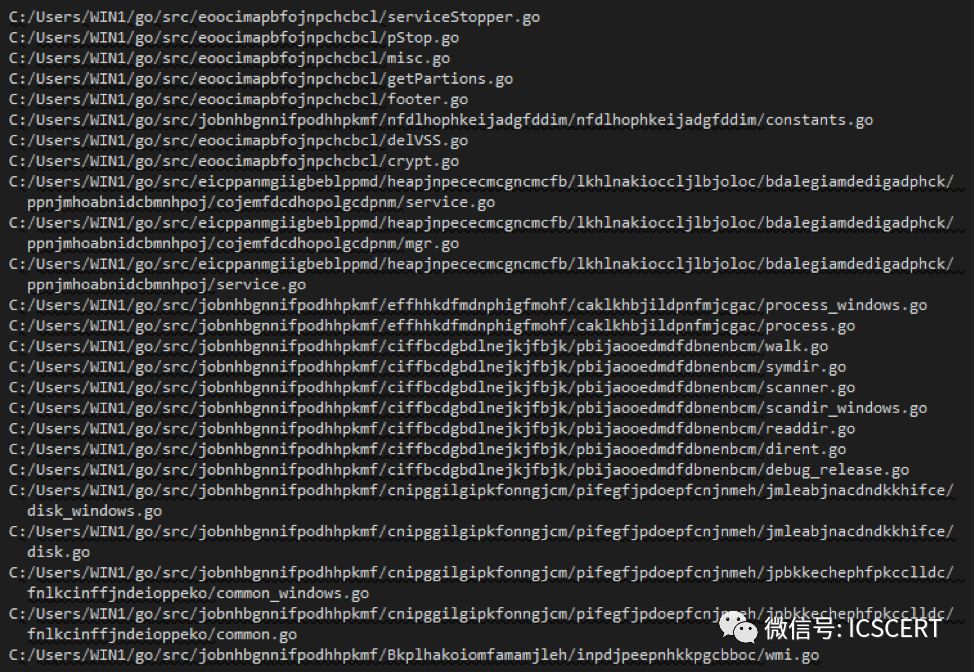 C:/Users/WIN1/go/src/eoocimapbfojnpchcbcl/serviceStopper.go
C:/Users/WIN1/go/src/eoocimapbfojnpchcbcl/pStop.go
C:/Users/WIN1/go/src/eoocimapbfojnpchcbcl/misc.go
C:/Users/WIN1/go/src/eoocimapbfojnpchcbcl/getPartions.go
C:/Users/WIN1/go/src/eoocimapbfojnpchcbcl/footer.go
C:/Users/WIN1/go/src/jobnhbgnnifpodhhpkmf/nfdlhophkeijadgfddim/nfdlhophkeijadgfddim/constants.go
C:/Users/WIN1/go/src/eoocimapbfojnpchcbcl/delVSS.go
C:/Users/WIN1/go/src/eoocimapbfojnpchcbcl/crypt.go
C:/Users/WIN1/go/src/eicppanmgiigbeblppmd/heapjnpececmcgncmcfb/lkhlnakioccljlbjoloc/bdalegiamdedigadphck/
ppnjmhoabnidcbmnhpoj/cojemfdcdhopolgcdpnm/service.go
C:/Users/WIN1/go/src/eicppanmgiigbeblppmd/heapjnpececmcgncmcfb/lkhlnakioccljlbjoloc/bdalegiamdedigadphck/
ppnjmhoabnidcbmnhpoj/cojemfdcdhopolgcdpnm/mgr.go
C:/Users/WIN1/go/src/eicppanmgiigbeblppmd/heapjnpececmcgncmcfb/lkhlnakioccljlbjoloc/bdalegiamdedigadphck/
ppnjmhoabnidcbmnhpoj/service.go
C:/Users/WIN1/go/src/jobnhbgnnifpodhhpkmf/effhhkdfmdnphigfmohf/caklkhbjildpnfmjcgac/process_windows.go
C:/Users/WIN1/go/src/jobnhbgnnifpodhhpkmf/effhhkdfmdnphigfmohf/caklkhbjildpnfmjcgac/process.go
C:/Users/WIN1/go/src/jobnhbgnnifpodhhpkmf/ciffbcdgbdlnejkjfbjk/pbijaooedmdfdbnenbcm/walk.go
C:/Users/WIN1/go/src/jobnhbgnnifpodhhpkmf/ciffbcdgbdlnejkjfbjk/pbijaooedmdfdbnenbcm/symdir.go
C:/Users/WIN1/go/src/jobnhbgnnifpodhhpkmf/ciffbcdgbdlnejkjfbjk/pbijaooedmdfdbnenbcm/scanner.go
C:/Users/WIN1/go/src/jobnhbgnnifpodhhpkmf/ciffbcdgbdlnejkjfbjk/pbijaooedmdfdbnenbcm/scandir_windows.go
C:/Users/WIN1/go/src/jobnhbgnnifpodhhpkmf/ciffbcdgbdlnejkjfbjk/pbijaooedmdfdbnenbcm/readdir.go
C:/Users/WIN1/go/src/jobnhbgnnifpodhhpkmf/ciffbcdgbdlnejkjfbjk/pbijaooedmdfdbnenbcm/dirent.go
C:/Users/WIN1/go/src/jobnhbgnnifpodhhpkmf/ciffbcdgbdlnejkjfbjk/pbijaooedmdfdbnenbcm/debug_release.go
C:/Users/WIN1/go/src/jobnhbgnnifpodhhpkmf/cnipggilgipkfonngjcm/pifegfjpdoepfcnjnmeh/jmleabjnacdndkkhifce/
disk_windows.go
C:/Users/WIN1/go/src/jobnhbgnnifpodhhpkmf/cnipggilgipkfonngjcm/pifegfjpdoepfcnjnmeh/jmleabjnacdndkkhifce/
disk.go
C:/Users/WIN1/go/src/jobnhbgnnifpodhhpkmf/cnipggilgipkfonngjcm/pifegfjpdoepfcnjnmeh/jpbkkechephfpkcclldc/
fnlkcinffjndeioppeko/common_windows.go
C:/Users/WIN1/go/src/jobnhbgnnifpodhhpkmf/cnipggilgipkfonngjcm/pifegfjpdoepfcnjnmeh/jpbkkechephfpkcclldc/
fnlkcinffjndeioppeko/common.go
微信号: ICSCERT
C:/Users/WIN1/go/src/jobnhbgnnifpodhhpkmf/Bkplhakoiomfamamjleh/inpdjpeepnhkkpgcbboc/wmi.go